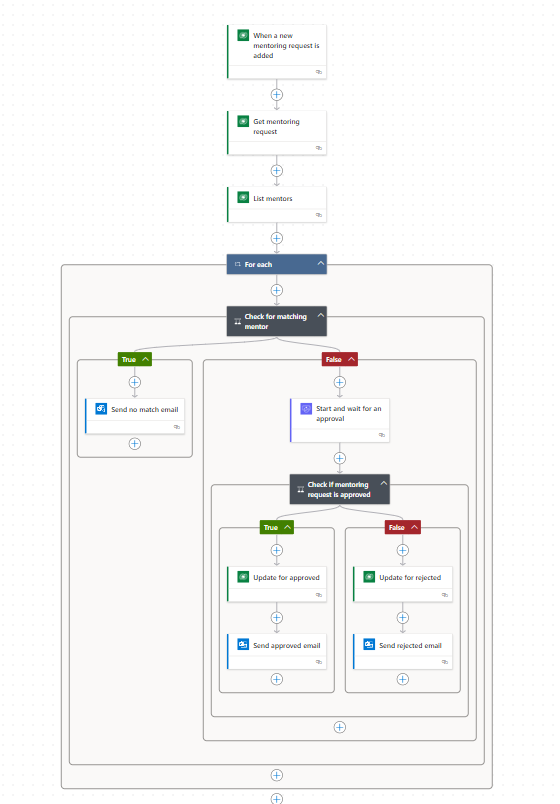 When a new
mentoring request is
added
Get mentoring
request
List mentors
For each
Check for matching
mentor
True
False
Send no match email
Start and wait for an
approval
Check if mentoring
request is approved
True
False
Update for approved
Update for rejected
Send approved email
Send rejected email